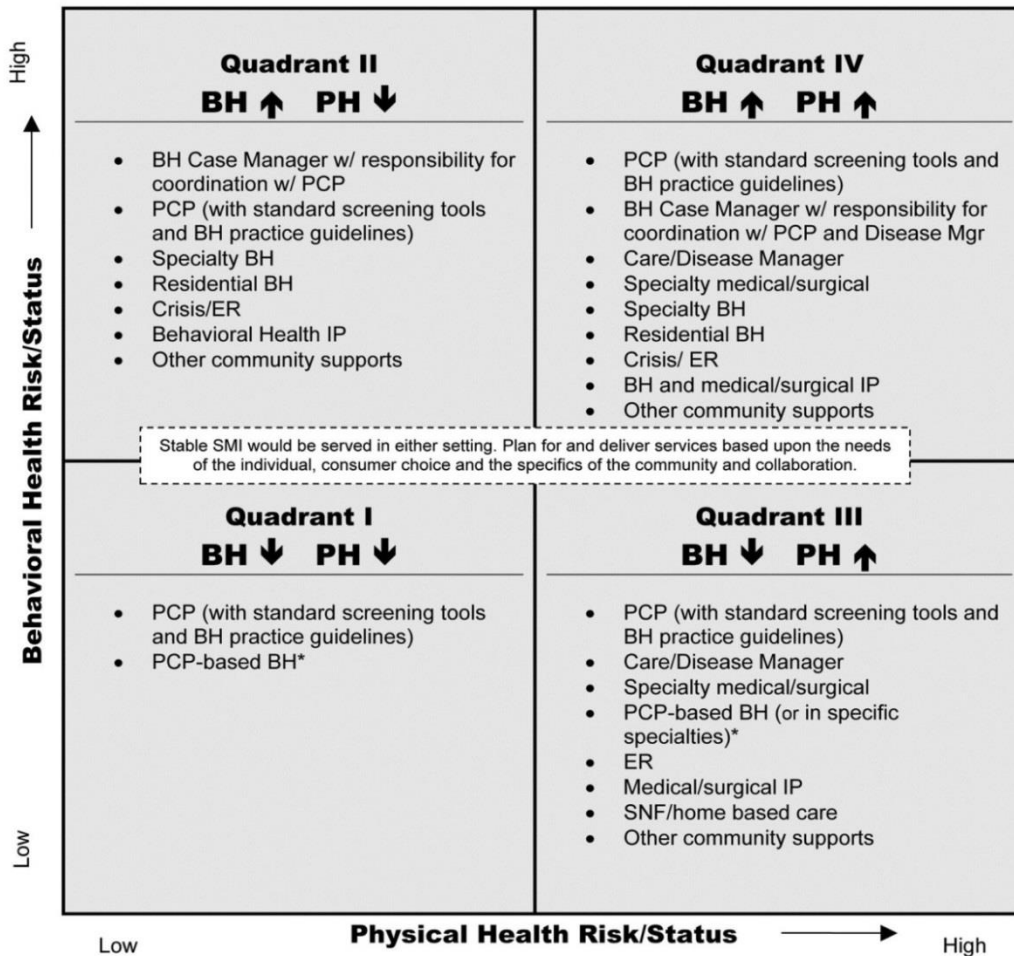 High
Behavioral Health Risk/Status
Low
Quadrant II
BH ↑ PH ↓
• BH Case Manager w/ responsibility for
coordination w/ PCP
• PCP (with standard screening tools
and BH practice guidelines)
• Specialty BH
• Residential BH
• Crisis/ER
• Behavioral Health IP
• Other community supports
Quadrant IV
BH ↑ PH ↑
• PCP (with standard screening tools and
BH practice guidelines)
• BH Case Manager w/ responsibility for
coordination w/ PCP and Disease Mgr
• Care/Disease Manager
• Specialty medical/surgical
• Specialty BH
• Residential BH
• Crisis/ ER
• BH and medical/surgical IP
• Other community supports
Stable SMI would be served in either setting. Plan for and deliver services based upon the needs
of the individual, consumer choice and the specifics of the community and collaboration.
Quadrant I
BH ↓ PH ↓
• PCP (with standard screening tools
and BH practice guidelines)
• PCP-based BH*
Quadrant III
BH ↓ PH ↑
• PCP (with standard screening tools and
BH practice guidelines)
• Care/Disease Manager
• Specialty medical/surgical
• PCP-based BH (or in specific
specialties)*
• ER
• Medical/surgical IP
• SNF/home based care
• Other community supports
Low
Physical Health Risk/Status
High